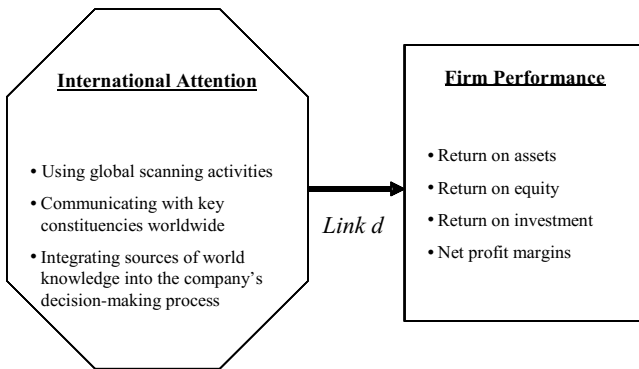 International Attention
• Using global scanning activities
• Communicating with key
constituencies worldwide
• Integrating sources of world
knowledge into the company’s
decision-making process
Link d
Firm Performance
• Return on assets
• Return on equity
• Return on investment
• Net profit margins